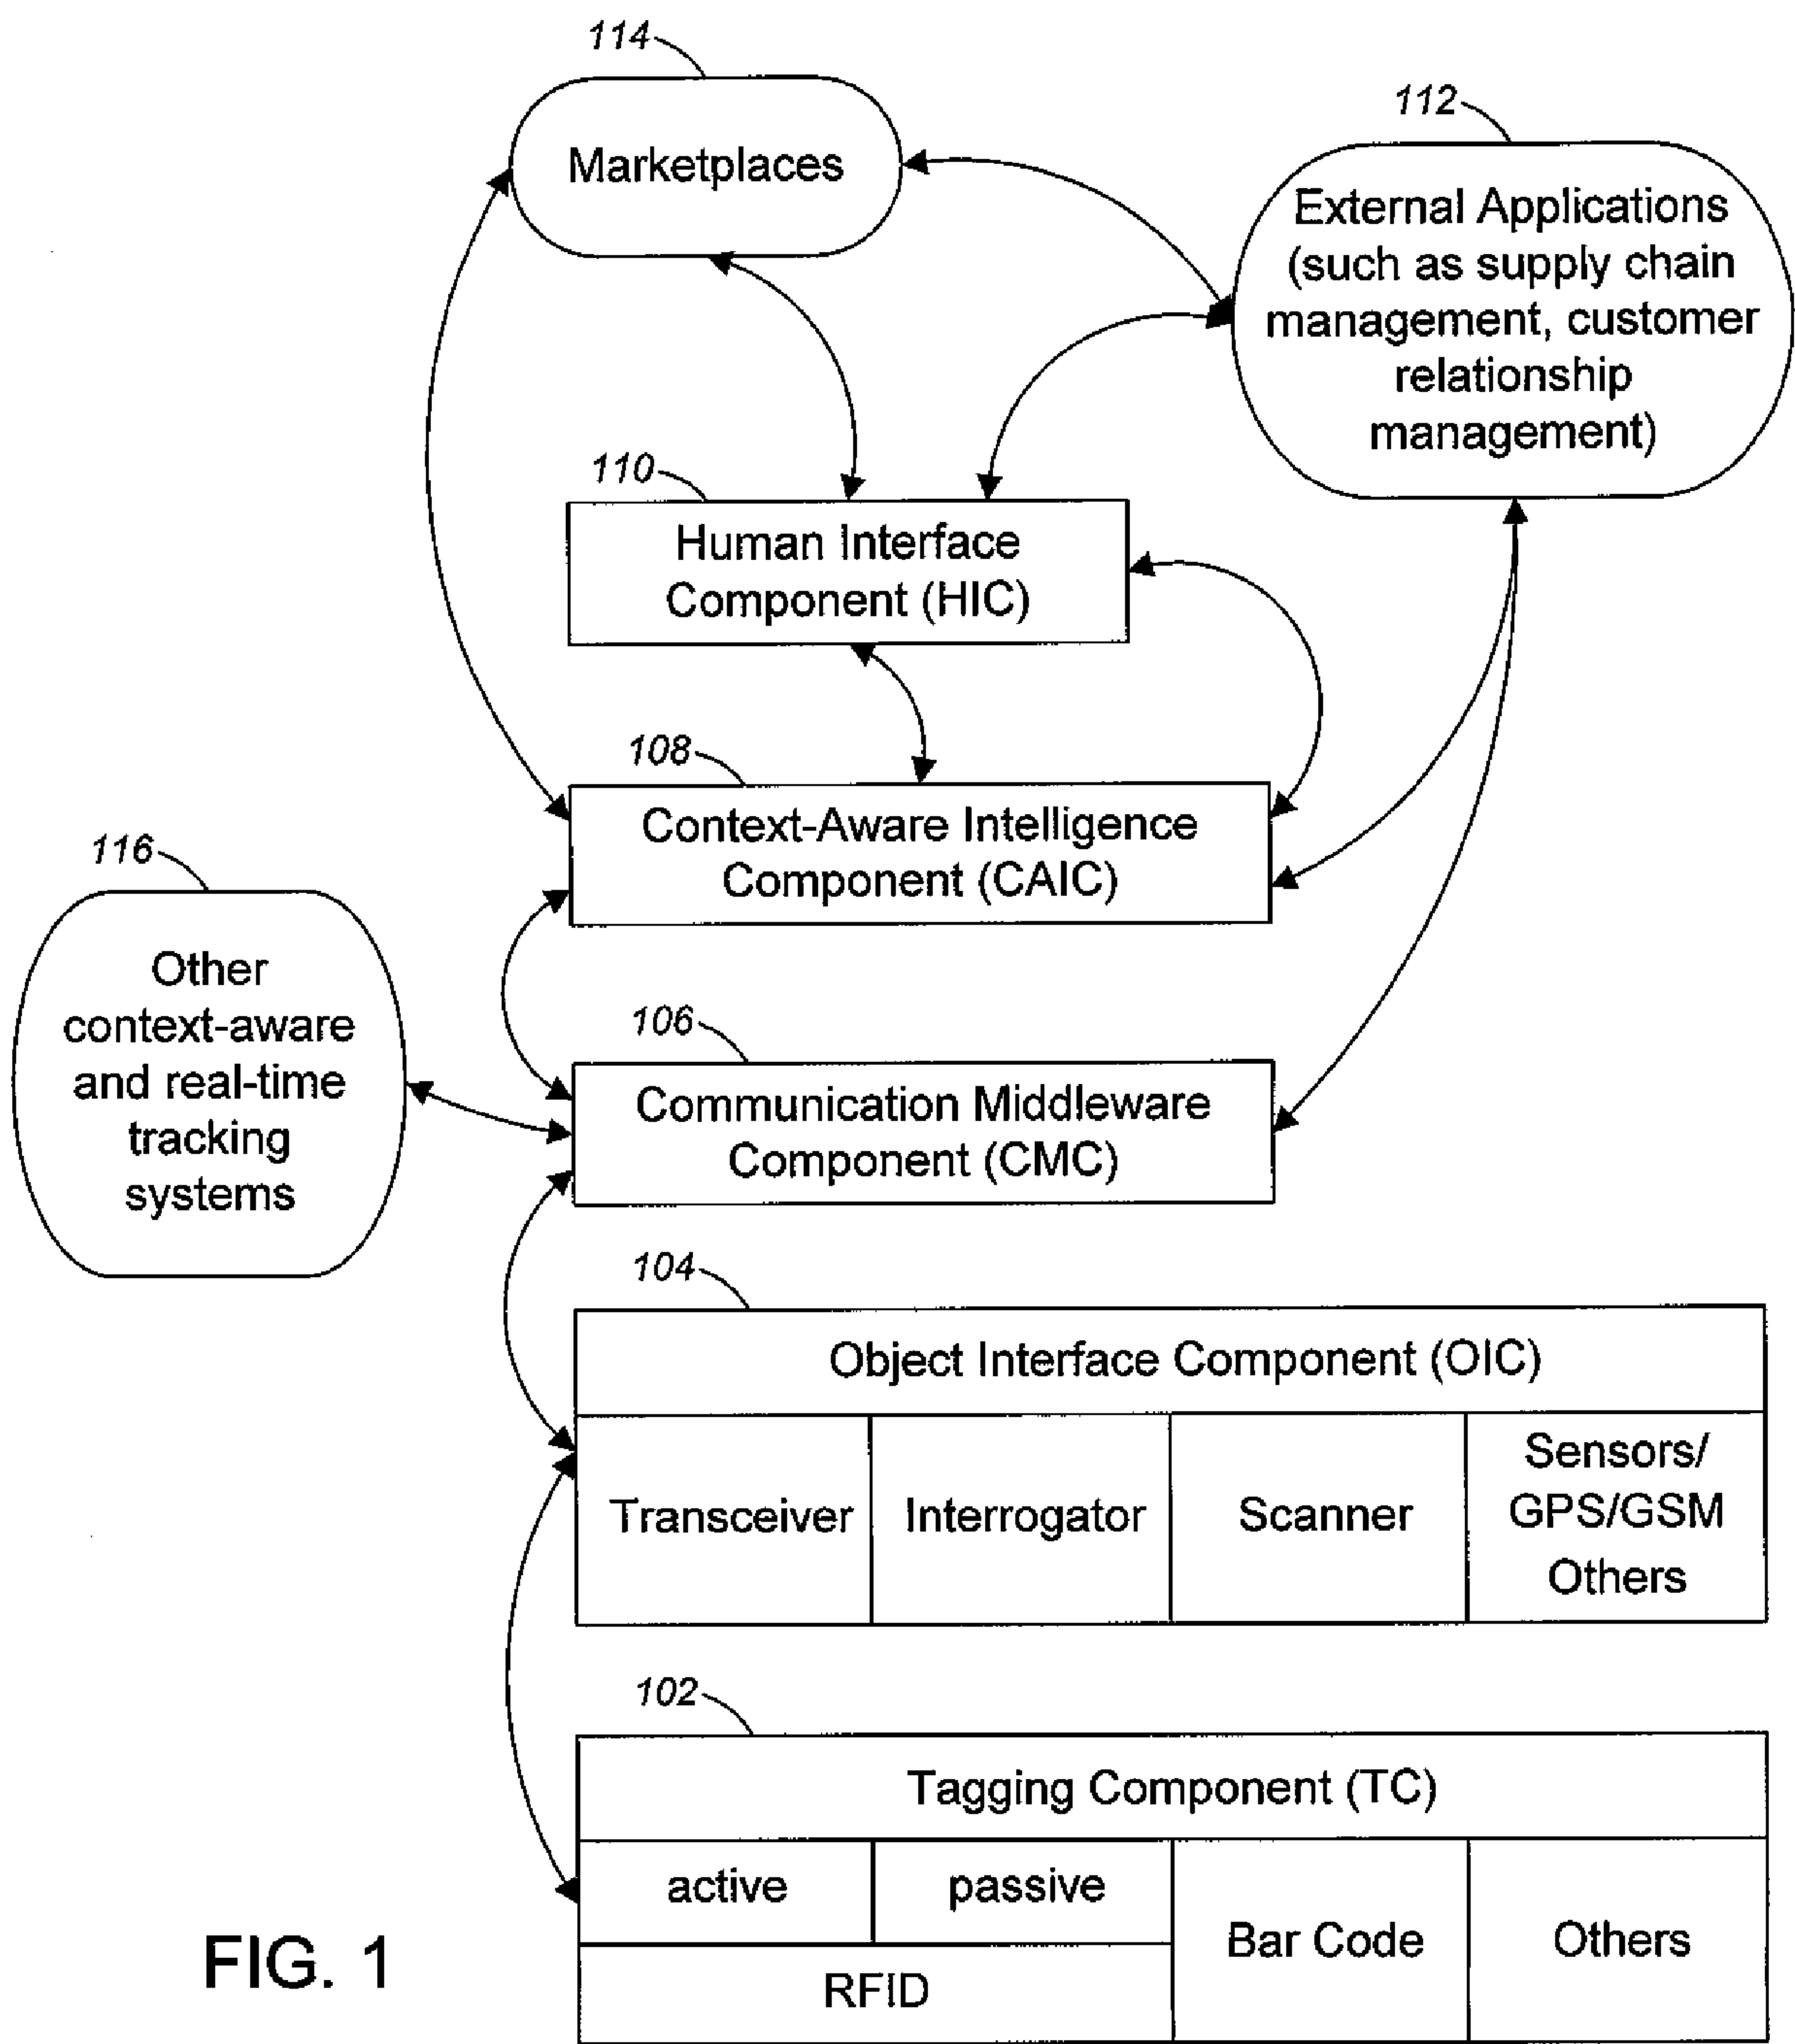 114
Marketplaces
112
External Applications
(such as supply chain
management, customer
relationship
management)
110
Human Interface
Component (HIC)
108
Context-Aware Intelligence
Component (CAIC)
116
Other
context-aware
and real-time
tracking
systems
106
Communication Middleware
Component (CMC)
104
Object Interface Component (OIC)
Transceiver
Interrogator
Scanner
Sensors/
GPS/GSM
Others
102
Tagging Component (TC)
active
passive
RFID
Bar Code
Others
FIG. 1